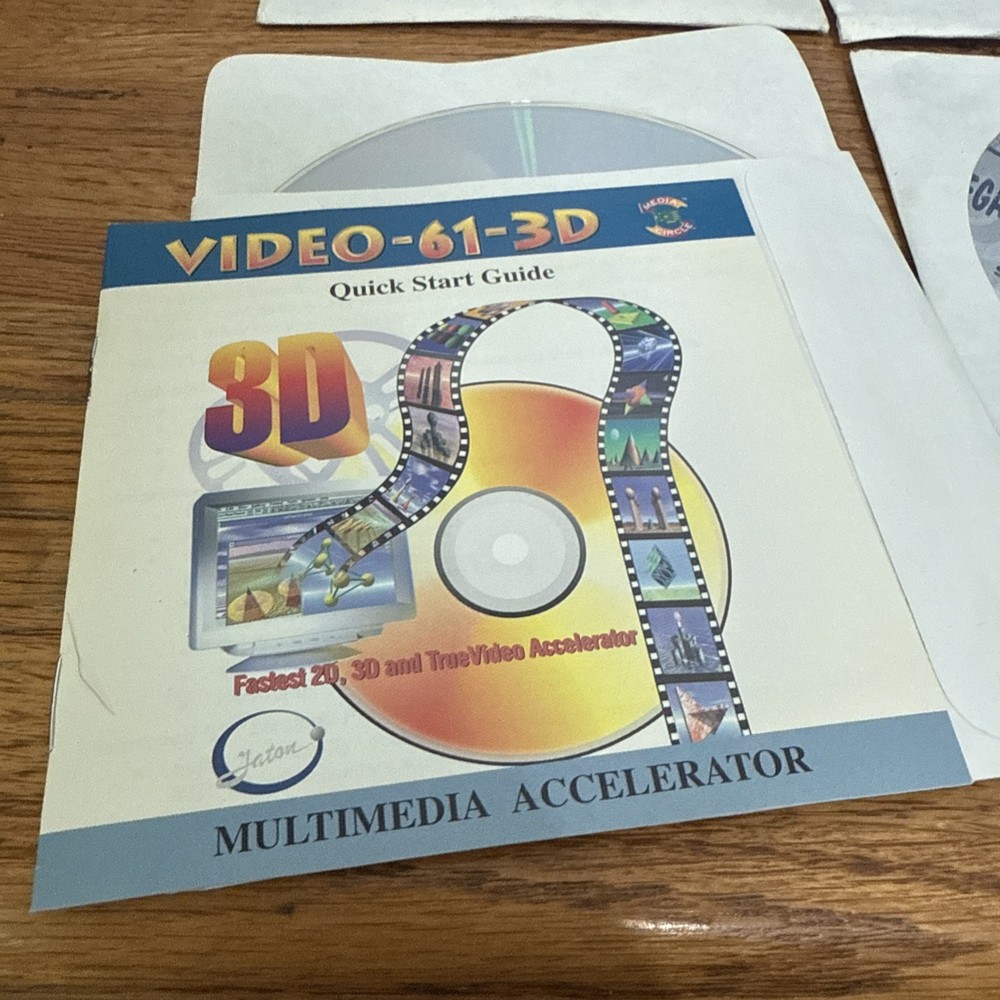 VIDEO-61-3D
MEDIA
CIRCLE
Quick Start Guide
3D
Fastest 2D, 3D and TrueVideo Accelerator
Jaton
MULTIMEDIA ACCELERATOR